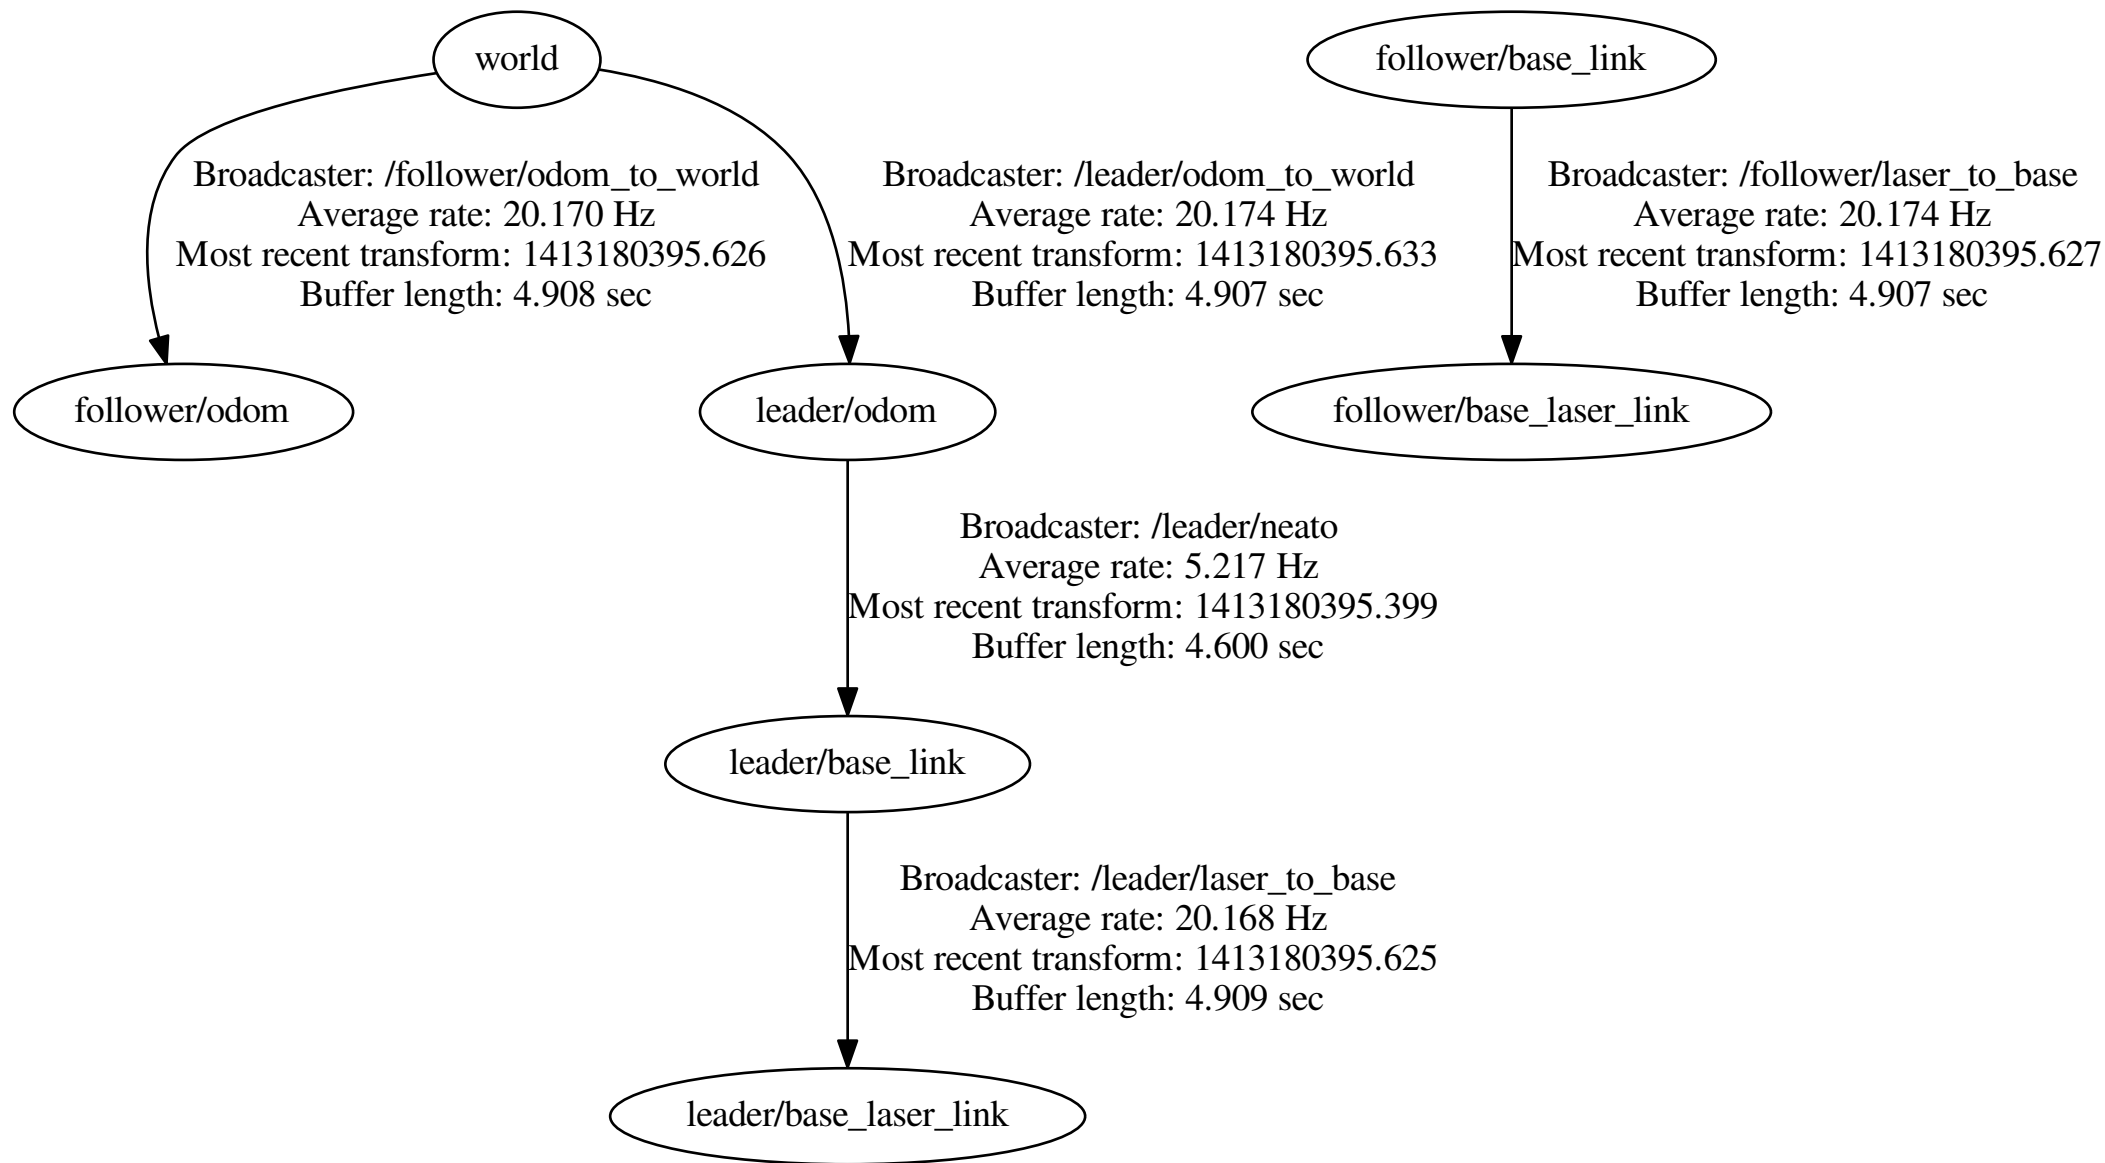 world
follower/base_link
Broadcaster: /follower/odom_to_world
Average rate: 20.170 Hz
Most recent transform: 1413180395.626
Buffer length: 4.908 sec
Broadcaster: /leader/odom_to_world
Average rate: 20.174 Hz
Most recent transform: 1413180395.633
Buffer length: 4.907 sec
Broadcaster: /follower/laser_to_base
Average rate: 20.174 Hz
Most recent transform: 1413180395.627
Buffer length: 4.907 sec
follower/odom
leader/odom
follower/base_laser_link
Broadcaster: /leader/neato
Average rate: 5.217 Hz
Most recent transform: 1413180395.399
Buffer length: 4.600 sec
leader/base_link
Broadcaster: /leader/laser_to_base
Average rate: 20.168 Hz
Most recent transform: 1413180395.625
Buffer length: 4.909 sec
leader/base_laser_link